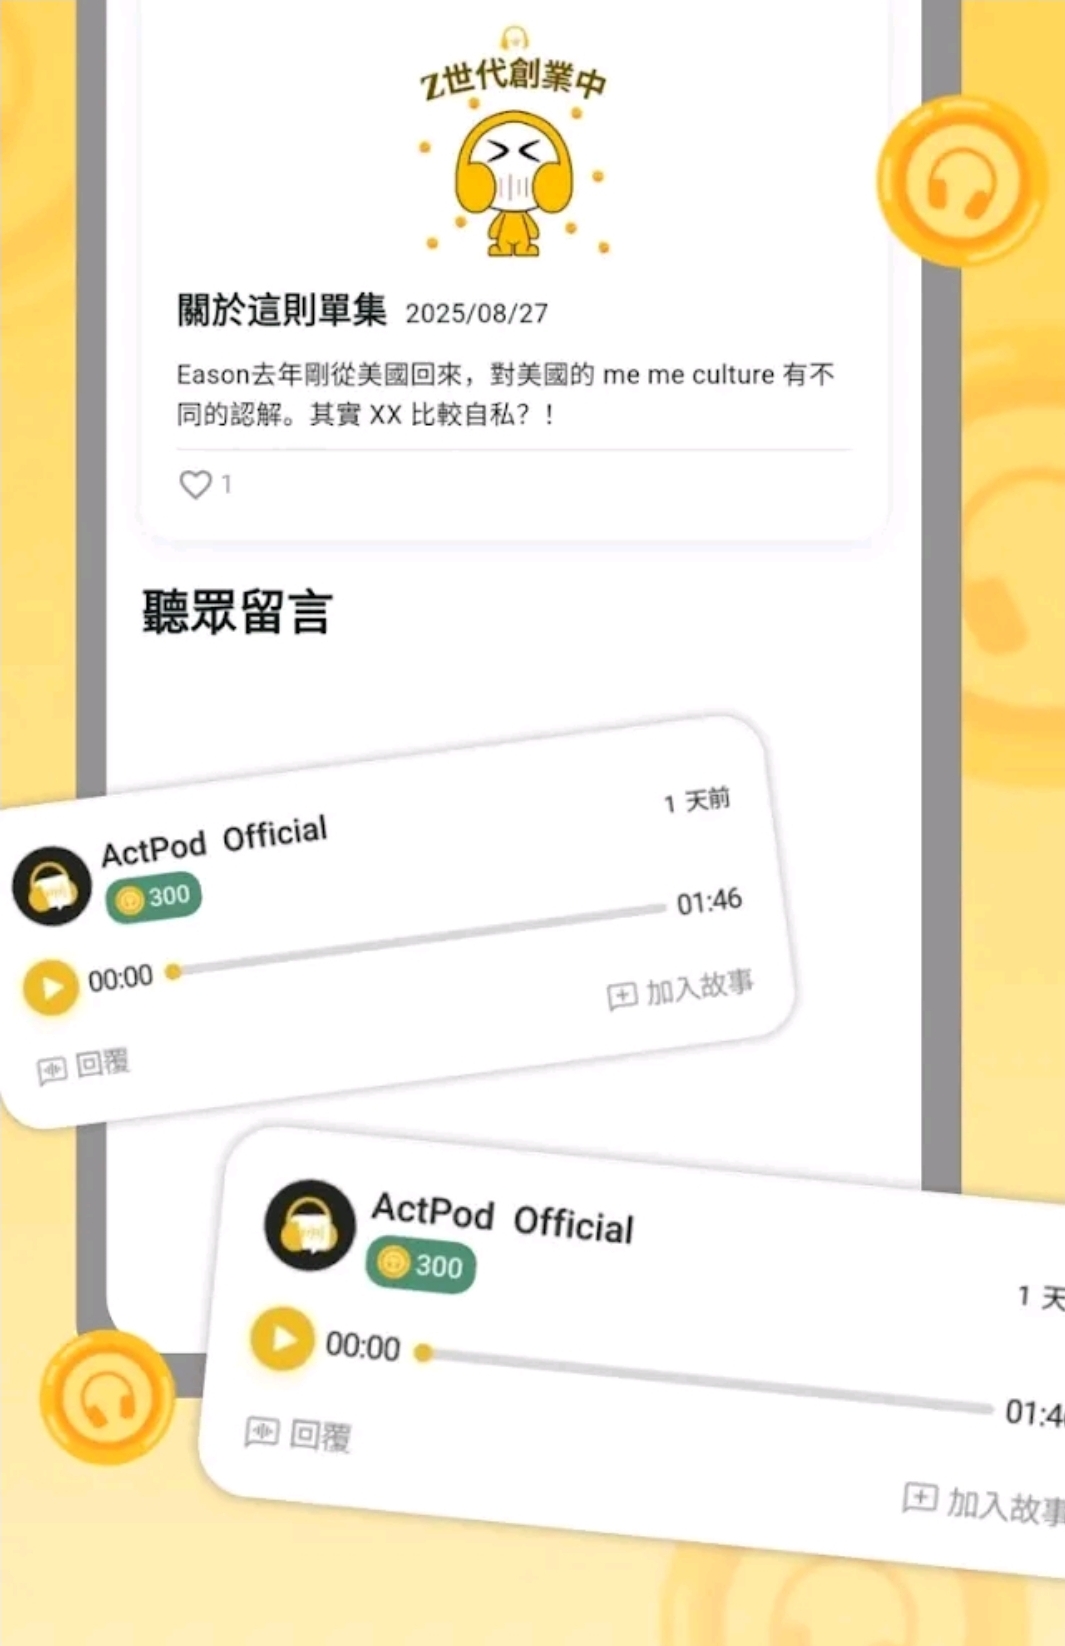 Z世代創業中
關於這則單集 2025/08/27
Eason去年剛從美國回來，對美國的 me me culture 有不
同的認解。其實 XX 比較自私？！
1
聽眾留言
ActPod Official
1 天前
300
00:00
01:46
加入故事
回覆
ActPod Official
300
1 天
00:00
01:4
回覆
加入故事